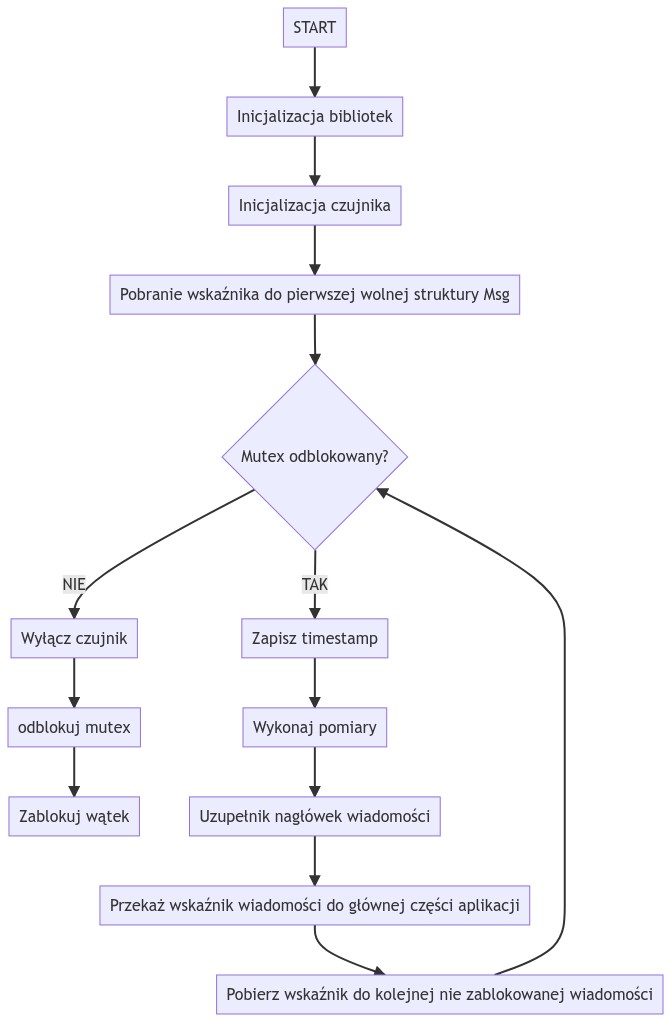 START
Inicjalizacja bibliotek
Inicjalizacja czujnika
Pobranie wskaźnika do pierwszej wolnej struktury Msg
Mutex odblokowany?
NIE
TAK
Wyłącz czujnik
Zapisz timestamp
odblokuj mutex
Wykonaj pomiary
Zablokuj wątek
Uzupełnik nagłówek wiadomości
Przekaż wskaźnik wiadomości do głównej części aplikacji
Pobierz wskaźnik do kolejnej nie zablokowanej wiadomości